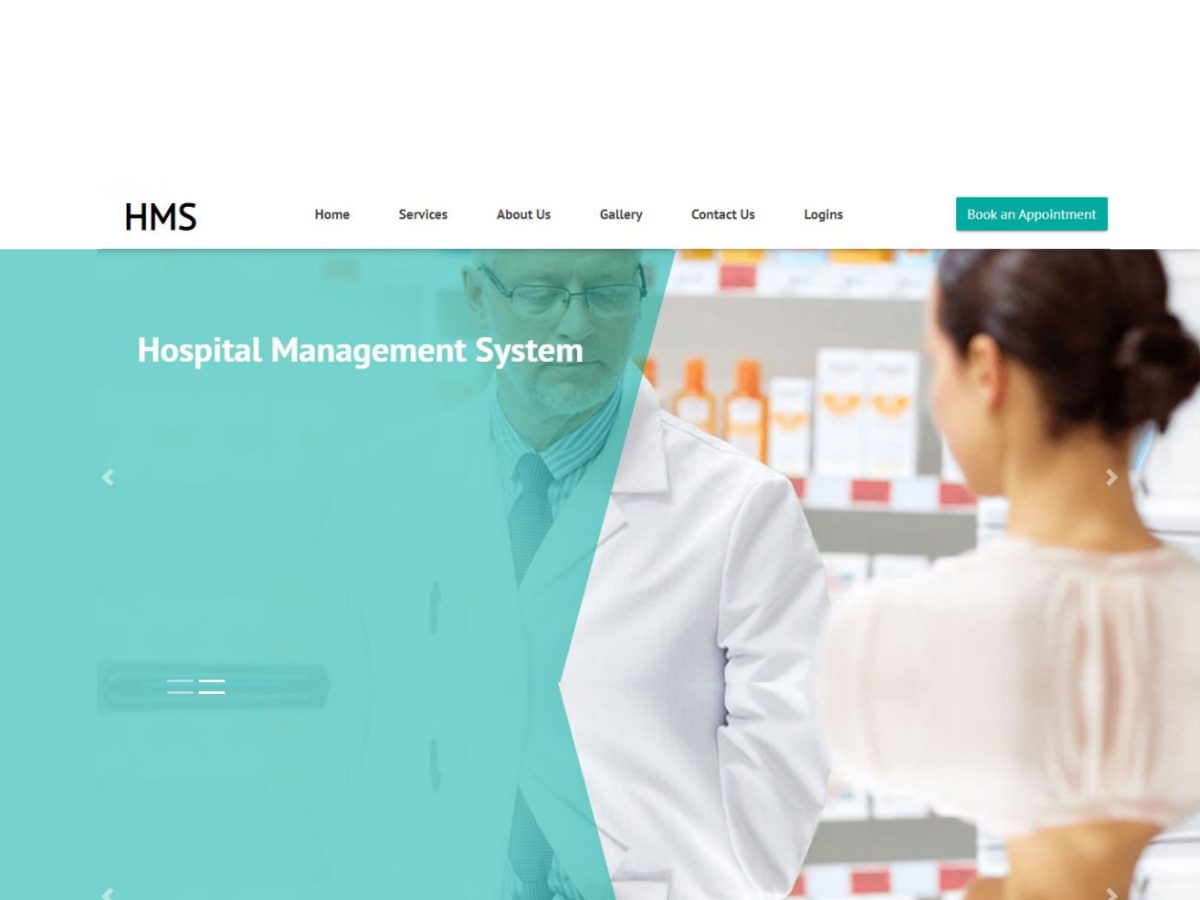 HMS
Home Services About Us Gallery Contact Us Logins
Book an Appointment
Hospital Management System